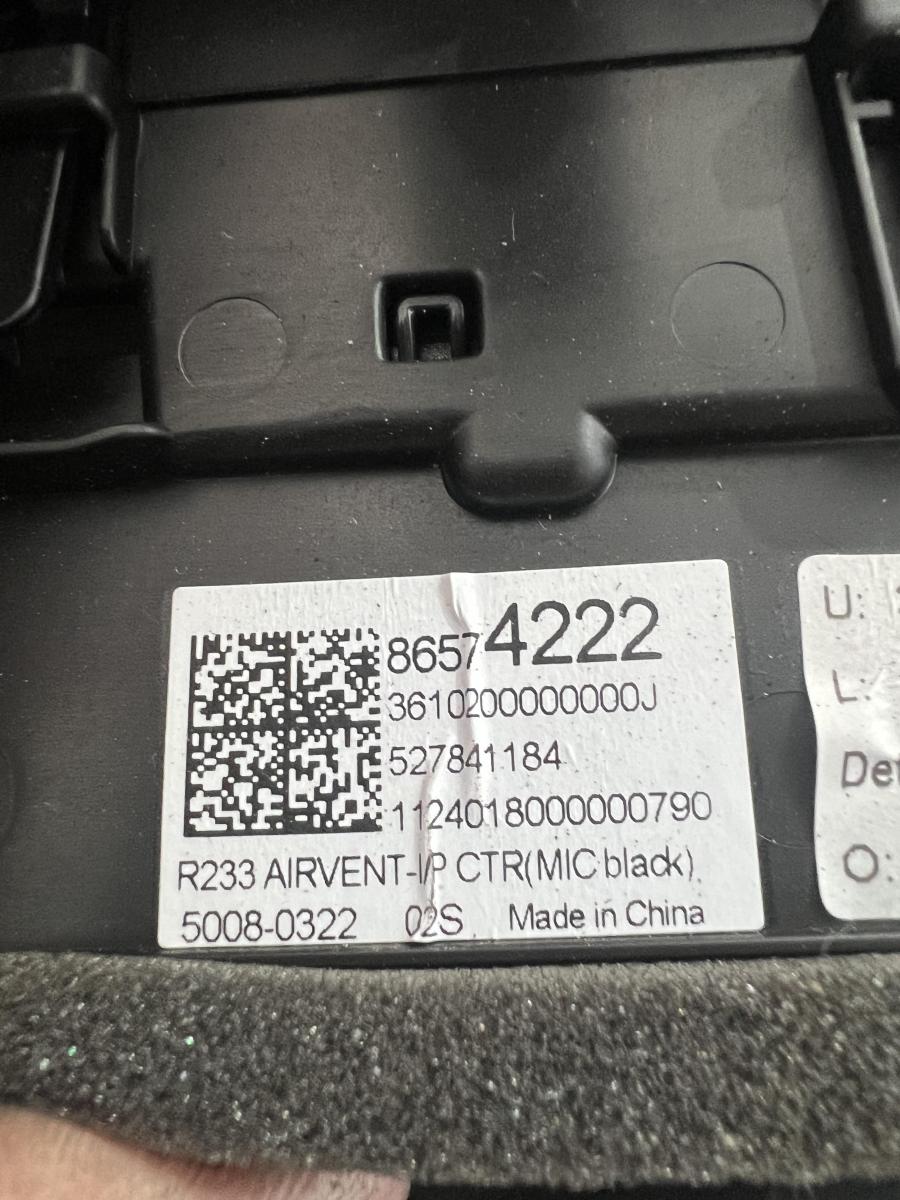 86574222
3610200000000J
527841184
1124018000000790
R233 AIRVENT-I/P CTR(MIC black)
5008-0322 02S Made in China
U:
L:
O: